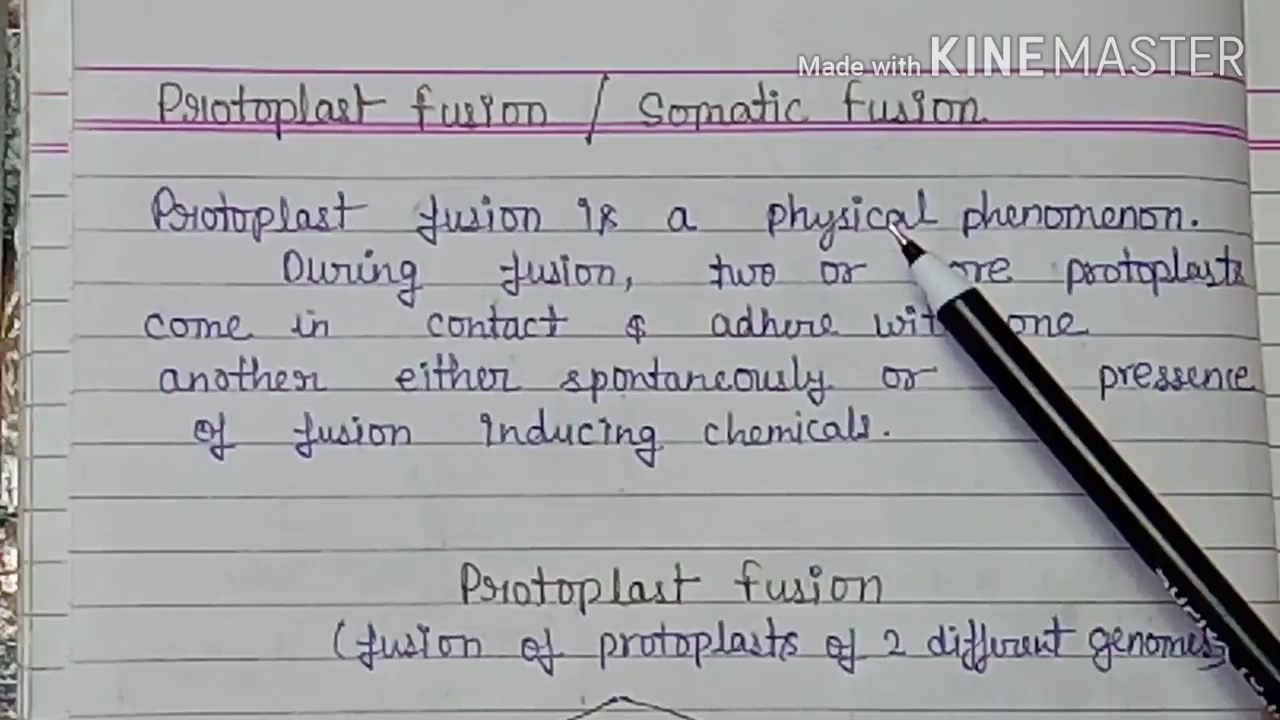 Made with KINEMASTER
Protoplast fusion / Somatic fusion
Protoplast fusion is a physical phenomenon.
During fusion, two or ore protoplasts
come in contact & adhere wit one
another either spontaneously or pressence
of fusion inducing chemicals.
Protoplast fusion
(fusion of protoplasts of 2 different genomes